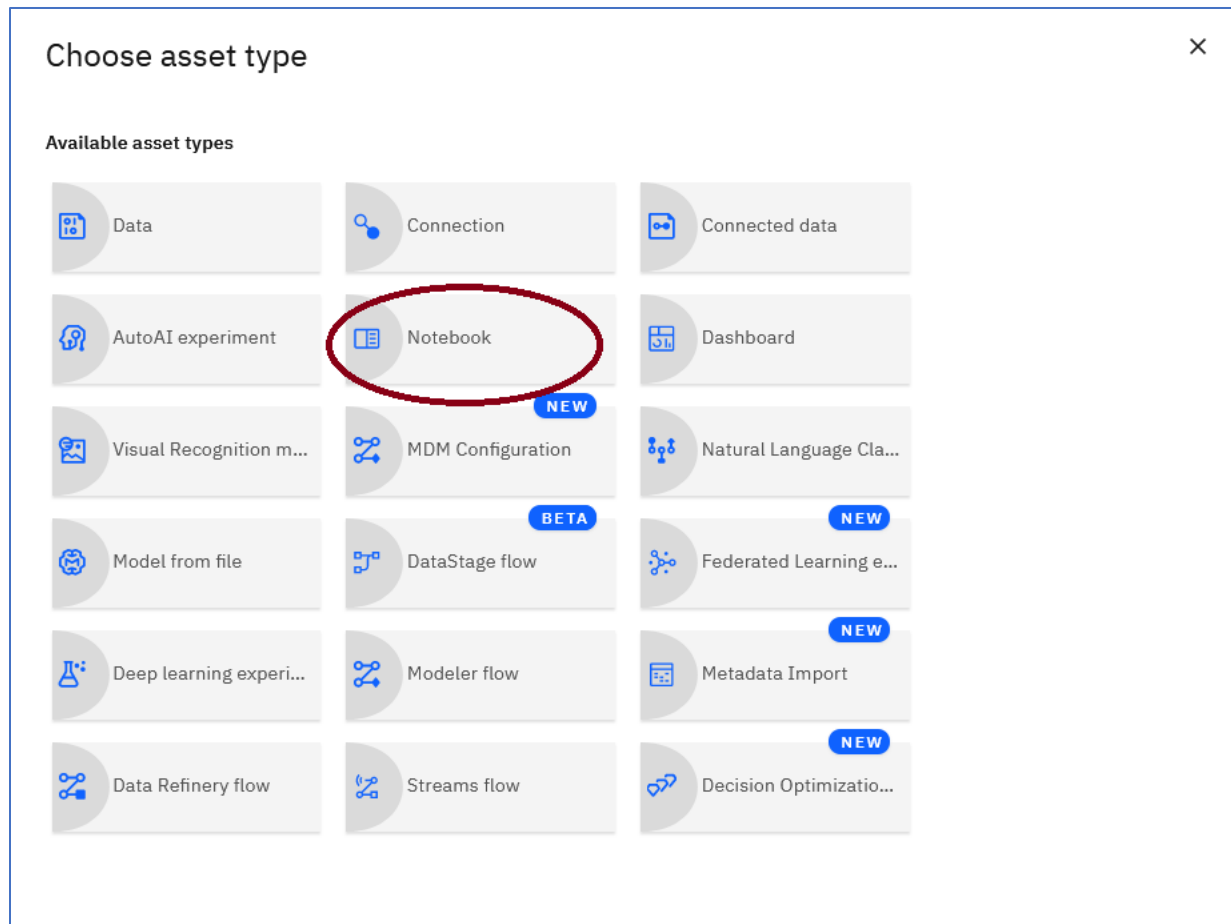 Choose asset type
Available asset types
Data
Connection
Connected data
AutoAI experiment
Notebook
Dashboard
NEW
Visual Recognition m...
MDM Configuration
Natural Language Cla...
BETA
NEW
Model from file
DataStage flow
Federated Learning e...
NEW
Deep learning experi...
Modeler flow
Metadata Import
NEW
Data Refinery flow
Streams flow
Decision Optimizatio...